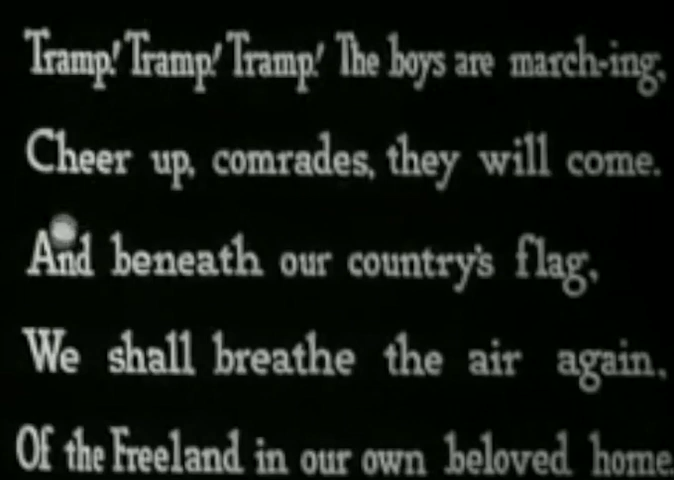 Tramp! Tramp! Tramp! The boys are march-ing,
Cheer up, comrades, they will come.
And beneath our country's flag,
We shall breathe the air again,
Of the Freeland in our own beloved home.